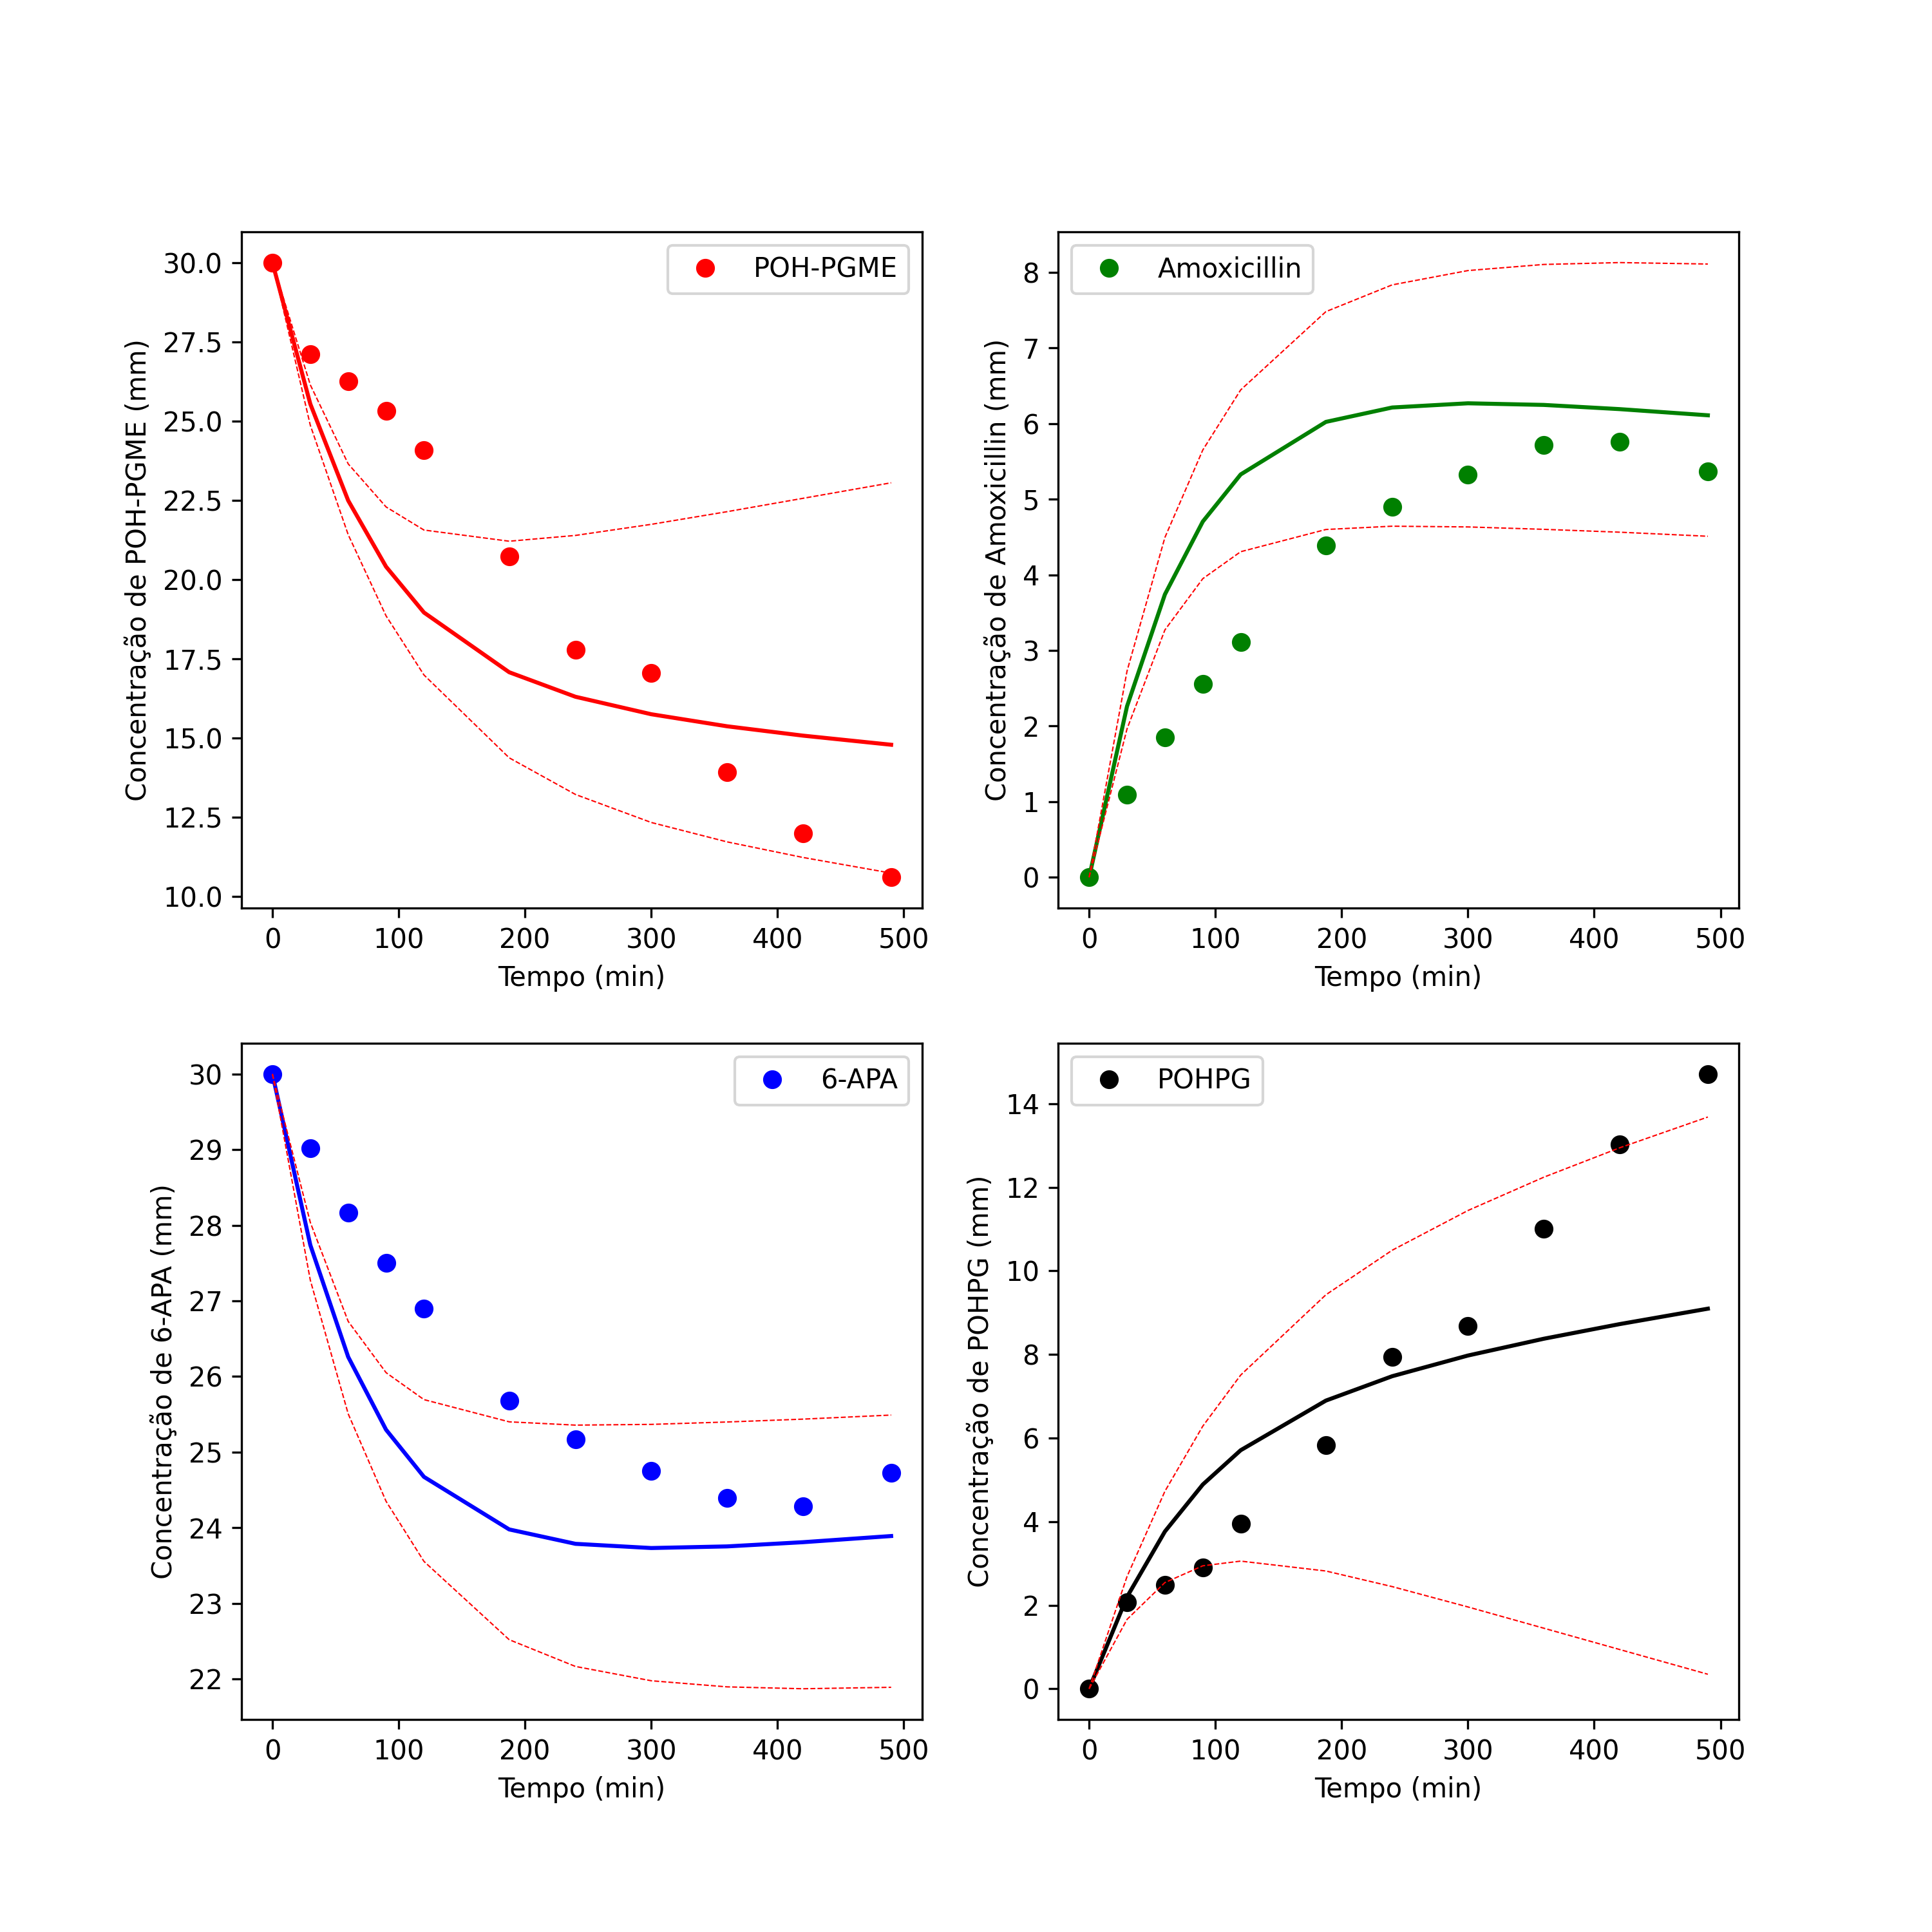 POH-PGME
Concentração de POH-PGME (mm)
30.0
27.5
25.0
22.5
20.0
17.5
15.0
12.5
10.0
0 100 200 300 400 500
Tempo (min)
Amoxicillin
Concentração de Amoxicillin (mm)
8
7
6
5
4
3
2
1
0
0 100 200 300 400 500
Tempo (min)
6-APA
Concentração de 6-APA (mm)
30
29
28
27
26
25
24
23
22
0 100 200 300 400 500
Tempo (min)
POHPG
Concentração de POHPG (mm)
14
12
10
8
6
4
2
0
0 100 200 300 400 500
Tempo (min)